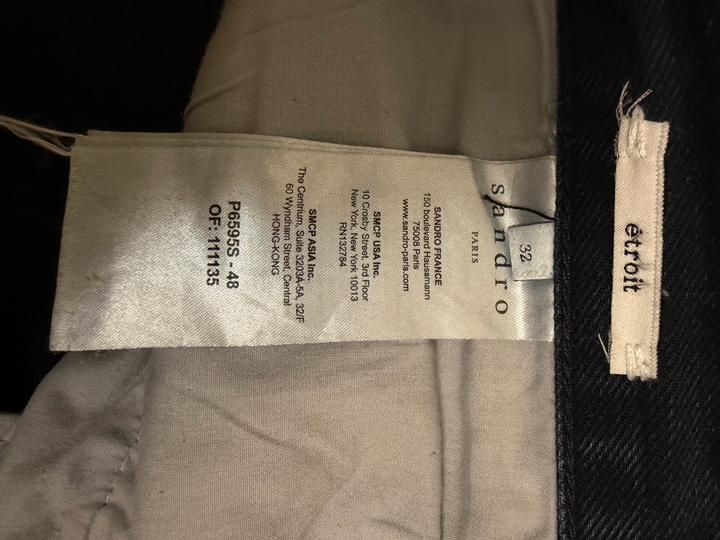 étroit
32
sandro
PARIS
SANDRO FRANCE
150 boulevard Haussmann
75008 Paris
www.sandro-paris.com
SMCP USA Inc.
10 Crosby Street, 3rd Floor
New York, New York 10013
RN132784
SMCP ASIA Inc.
The Centrium, Suite 3203A-5A, 32/F
60 Wyndham Street, Central
HONG-KONG
P6595S - 48
OF: 111135